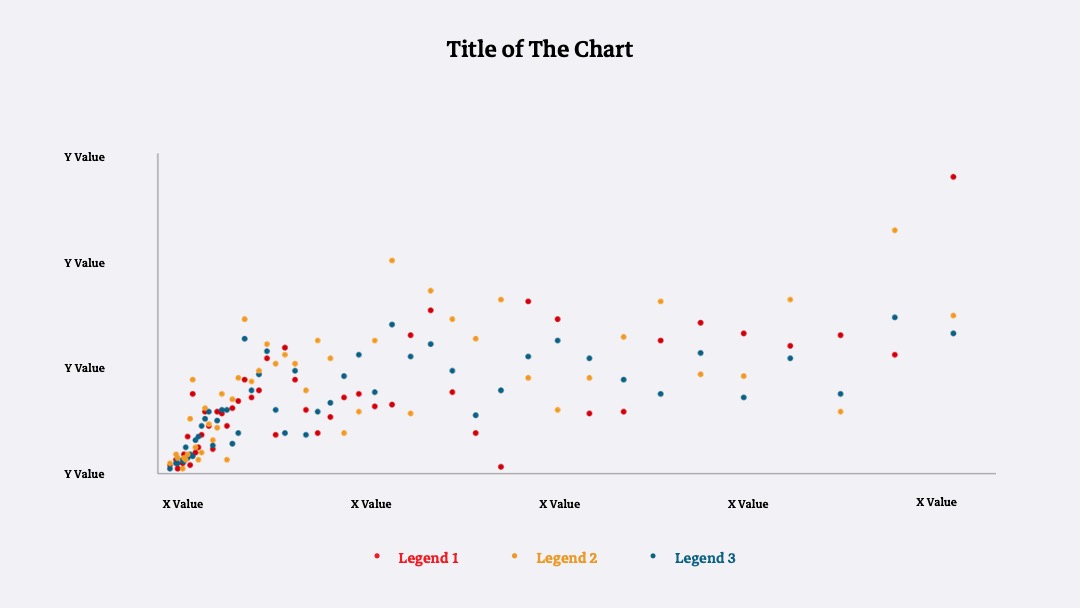 Title of The Chart
Y Value
Y Value
Y Value
Y Value
X Value X Value X Value X Value X Value
Legend 1 Legend 2 Legend 3